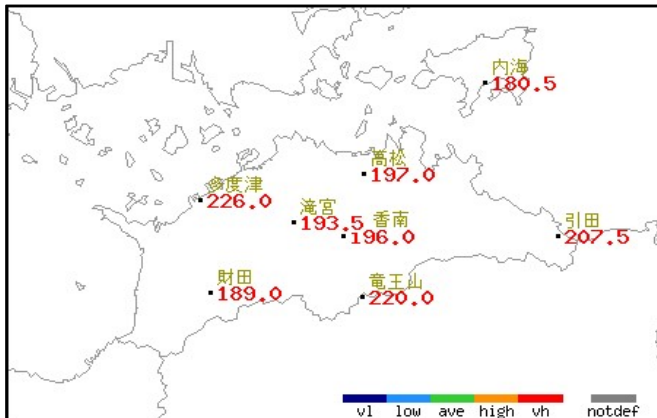 内海
180.5
高松
197.0
多度津
226.0
滝宮
193.5
香南
196.0
引田
207.5
財田
189.0
竜王山
220.0
vl low ave high vh notdef